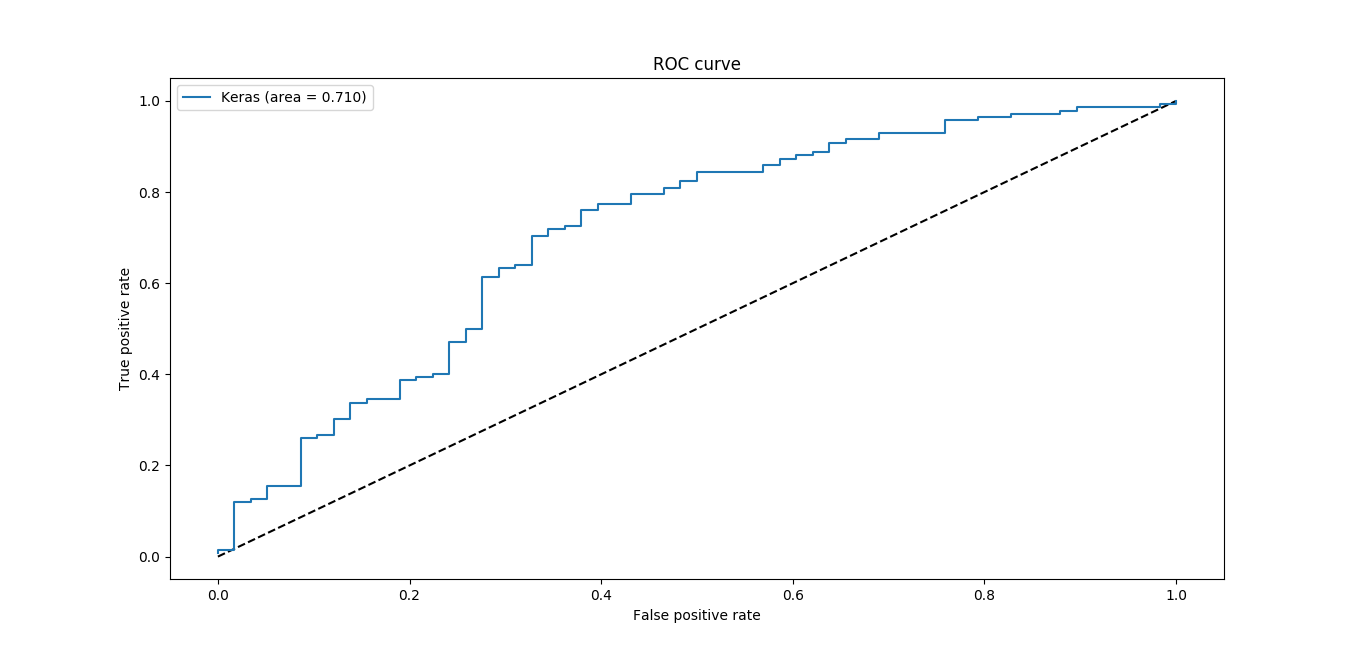 ROC curve
Keras (area = 0.710)
True positive rate
1.0
0.8
0.6
0.4
0.2
0.0
0.0 0.2 0.4 0.6 0.8 1.0
False positive rate